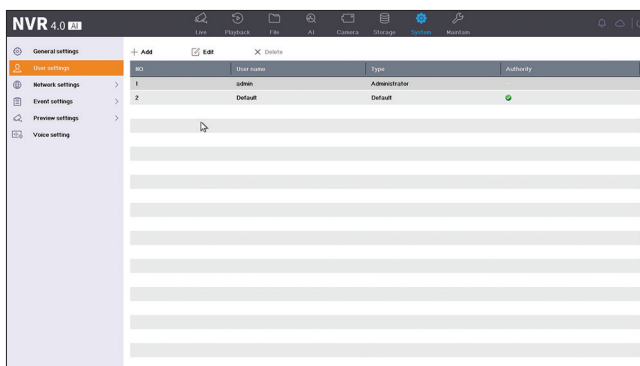 NVR 4.0 AI
Live Playback File AI Camera Storage System Maintain
General settings
User settings
Network settings
Event settings
Preview settings
Voice setting
Add Edit Delete
NO. User name Type Authority
1 admin Administrator
2 Default Default